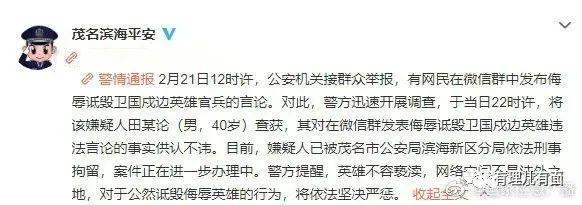 茂名滨海平安
警情通报 2月21日12时许，公安机关接群众举报，有网民在微信群中发布侮
辱诋毁卫国戍边英雄官兵的言论。对此，警方迅速开展调查，于当日22时许，将
该嫌疑人田某论（男，40岁）查获，其对在微信群发表侮辱诋毁戍边英雄违
法言论的事实供认不讳。目前，嫌疑人已被茂名市公安局滨海新区分局依法刑事
拘留，案件正在进一步办理中。警方提醒，英雄不容亵渎，网络空间不是法外之
地，对于公然诋毁侮辱英雄的行为，将依法坚决严惩。 收起全文
有理儿有面